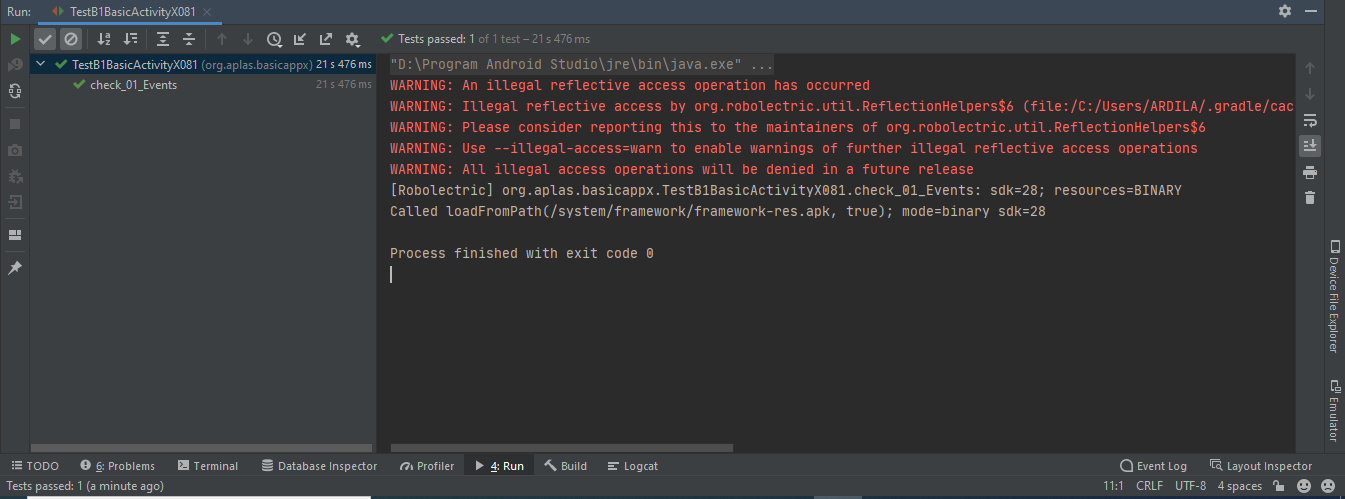 Run: TestB1BasicActivityX081
Tests passed: 1 of 1 test – 21 s 476 ms
TestB1BasicActivityX081 (org.aplas.basicappx) 21 s 476 ms
check_01_Events 21 s 476 ms
"D:\Program Android Studio\jre\bin\java.exe" ...
WARNING: An illegal reflective access operation has occurred
WARNING: Illegal reflective access by org.robolectric.util.ReflectionHelpers$6 (file:/C:/Users/ARDILA/.gradle/cac
WARNING: Please consider reporting this to the maintainers of org.robolectric.util.ReflectionHelpers$6
WARNING: Use --illegal-access=warn to enable warnings of further illegal reflective access operations
WARNING: All illegal access operations will be denied in a future release
[Robolectric] org.aplas.basicappx.TestB1BasicActivityX081.check_01_Events: sdk=28; resources=BINARY
Called loadFromPath(/system/framework/framework-res.apk, true); mode=binary sdk=28
Process finished with exit code 0
Device File Explorer
Emulator
TODO 6: Problems Terminal Database Inspector Profiler 4: Run Build Logcat Event Log Layout Inspector
Tests passed: 1 (a minute ago) 11:1 CRLF UTF-8 4 spaces